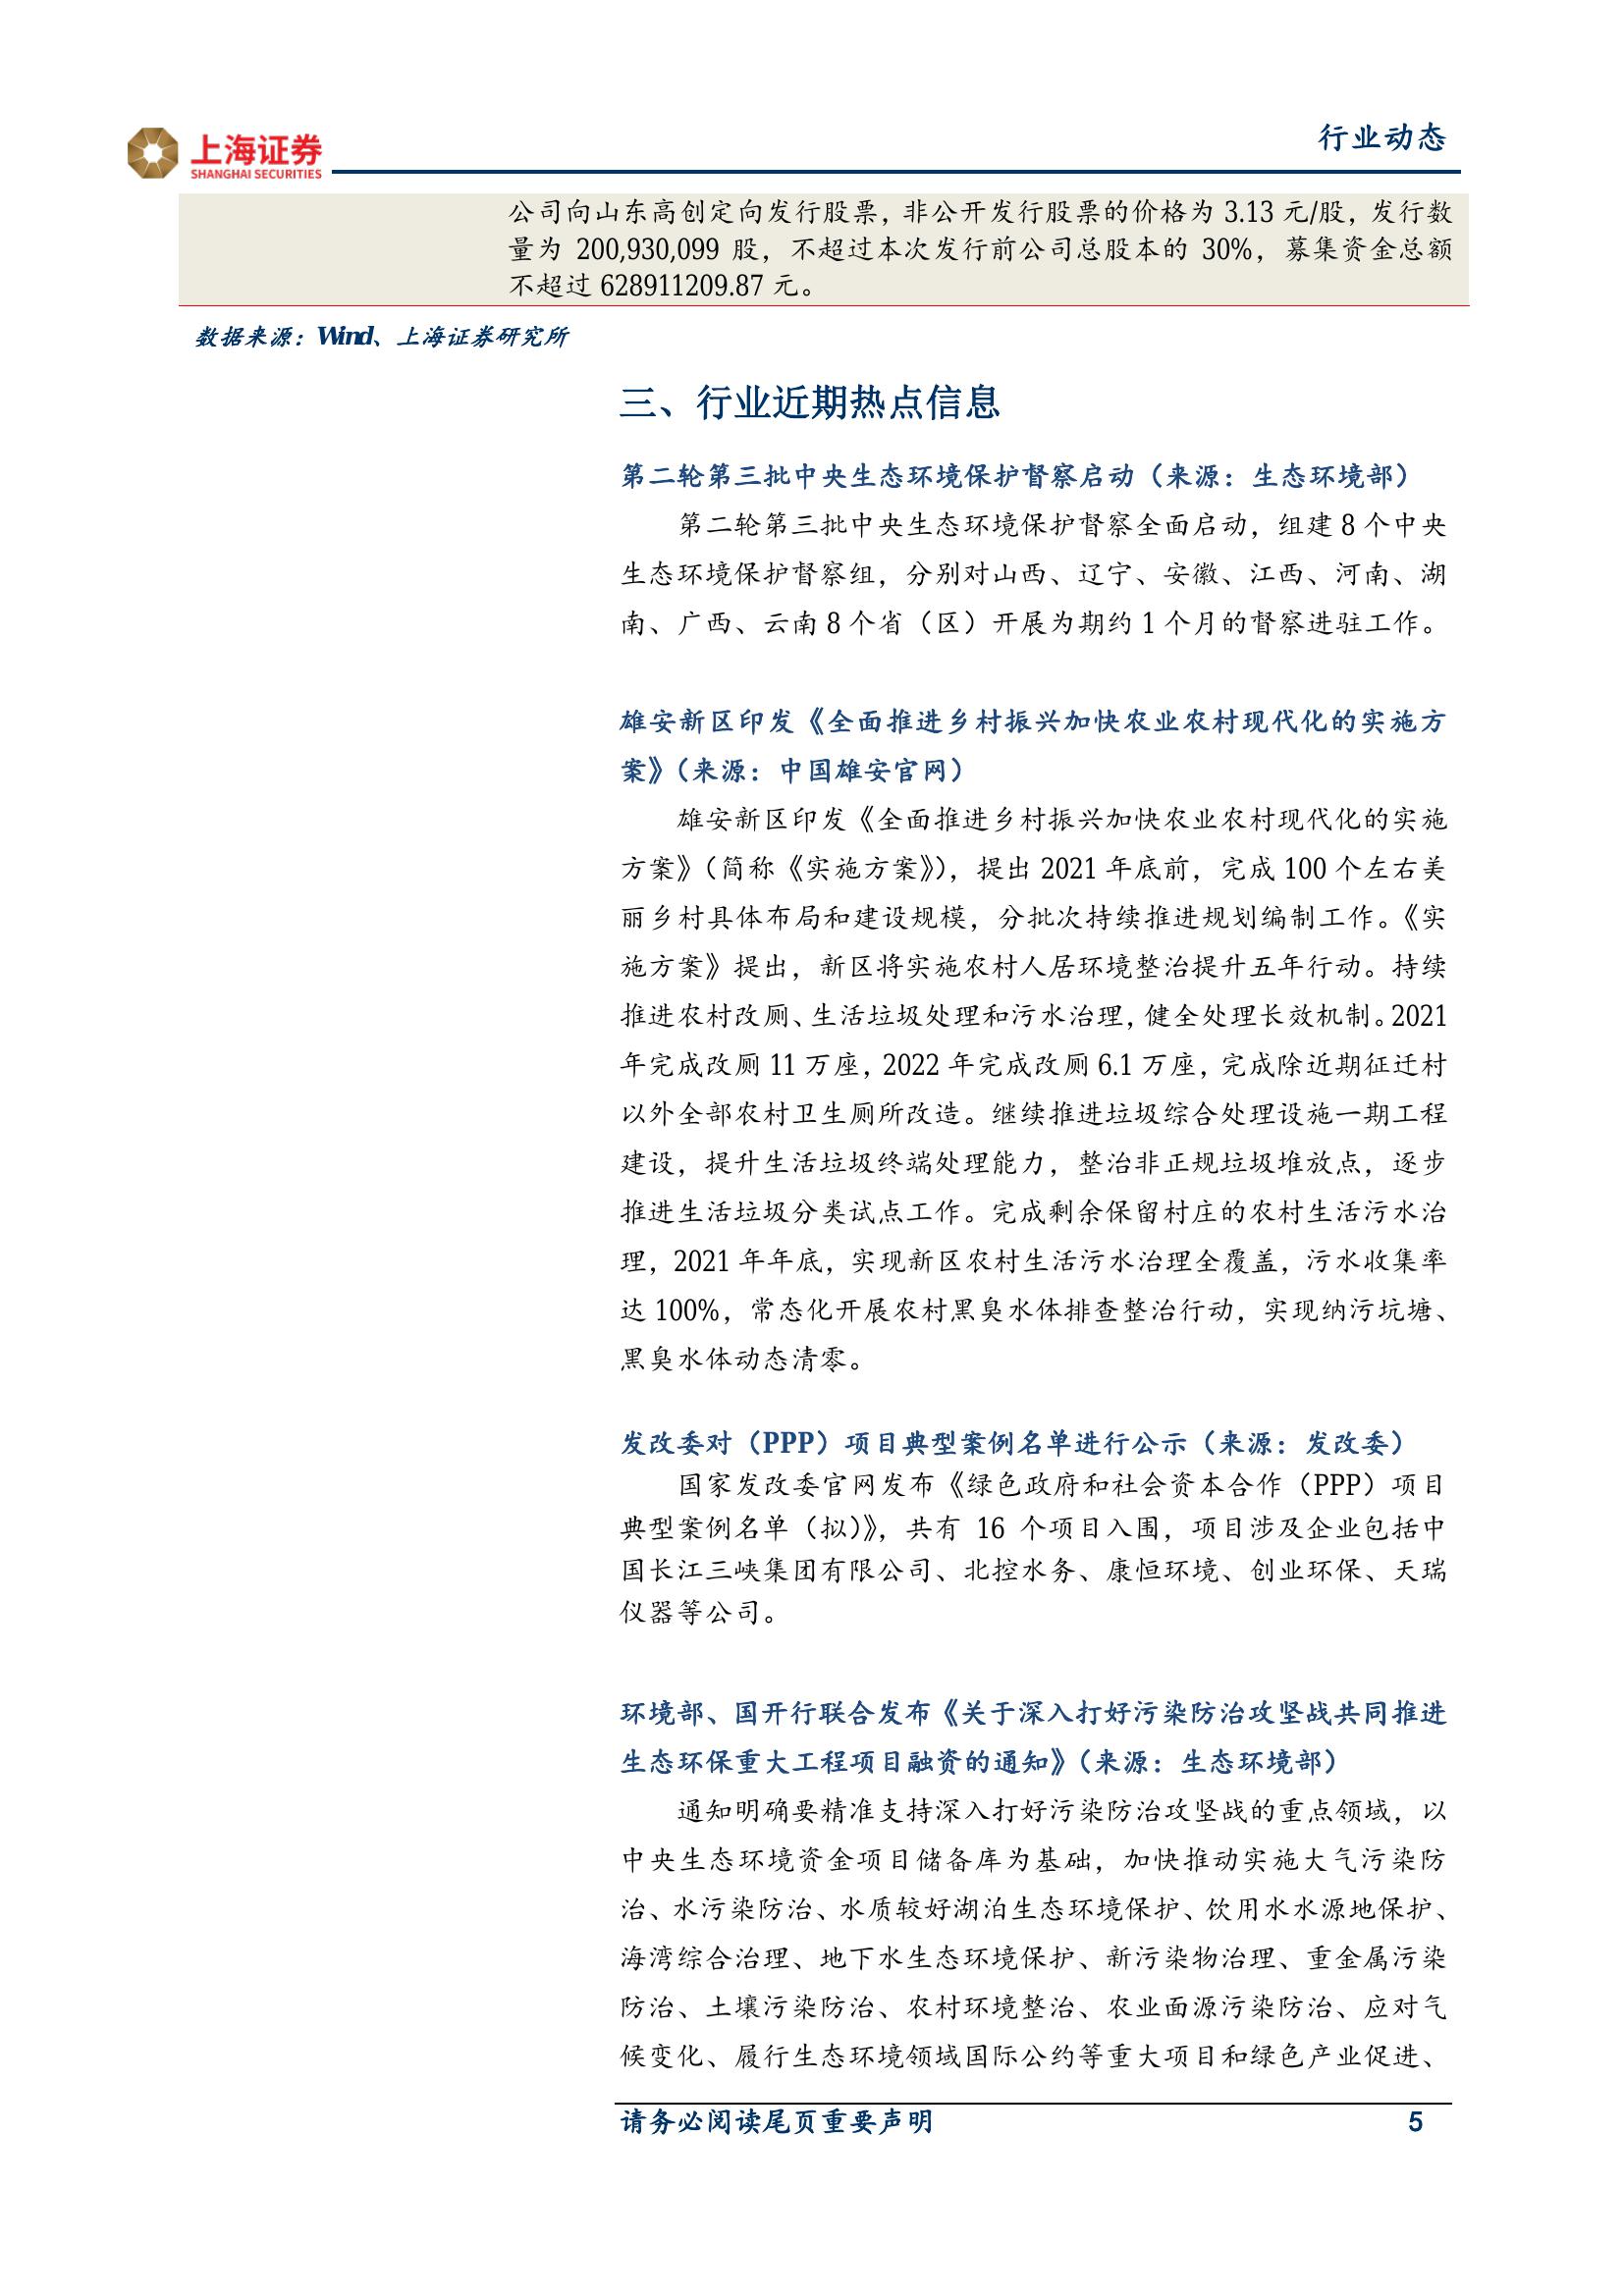 上海证券
SHANGHAI SECURITIES
行业动态
公司向山东高创定向发行股票，非公开发行股票的价格为 3.13 元/股，发行数
量为 200,930,099 股，不超过本次发行前公司总股本的 30%，募集资金总额
不超过 628911209.87 元。
数据来源：Wind、上海证券研究所
三、行业近期热点信息
第二轮第三批中央生态环境保护督察启动（来源：生态环境部）
第二轮第三批中央生态环境保护督察全面启动，组建 8 个中央
生态环境保护督察组，分别对山西、辽宁、安徽、江西、河南、湖
南、广西、云南 8 个省（区）开展为期约 1 个月的督察进驻工作。
雄安新区印发《全面推进乡村振兴加快农业农村现代化的实施方
案》（来源：中国雄安官网）
雄安新区印发《全面推进乡村振兴加快农业农村现代化的实施
方案》（简称《实施方案》），提出 2021 年底前，完成 100 个左右美
丽乡村具体布局和建设规模，分批次持续推进规划编制工作。《实
施方案》提出，新区将实施农村人居环境整治提升五年行动。持续
推进农村改厕、生活垃圾处理和污水治理，健全处理长效机制。2021
年完成改厕 11 万座，2022 年完成改厕 6.1 万座，完成除近期征迁村
以外全部农村卫生厕所改造。继续推进垃圾综合处理设施一期工程
建设，提升生活垃圾终端处理能力，整治非正规垃圾堆放点，逐步
推进生活垃圾分类试点工作。完成剩余保留村庄的农村生活污水治
理，2021 年年底，实现新区农村生活污水治理全覆盖，污水收集率
达 100%，常态化开展农村黑臭水体排查整治行动，实现纳污坑塘、
黑臭水体动态清零。
发改委对（PPP）项目典型案例名单进行公示（来源：发改委）
国家发改委官网发布《绿色政府和社会资本合作（PPP）项目
典型案例名单（拟）》，共有 16 个项目入围，项目涉及企业包括中
国长江三峡集团有限公司、北控水务、康恒环境、创业环保、天瑞
仪器等公司。
环境部、国开行联合发布《关于深入打好污染防治攻坚战共同推进
生态环保重大工程项目融资的通知》（来源：生态环境部）
通知明确要精准支持深入打好污染防治攻坚战的重点领域，以
中央生态环境资金项目储备库为基础，加快推动实施大气污染防
治、水污染防治、水质较好湖泊生态环境保护、饮用水水源地保护、
海湾综合治理、地下水生态环境保护、新污染物治理、重金属污染
防治、土壤污染防治、农村环境整治、农业面源污染防治、应对气
候变化、履行生态环境领域国际公约等重大项目和绿色产业促进、
请务必阅读尾页重要声明 5